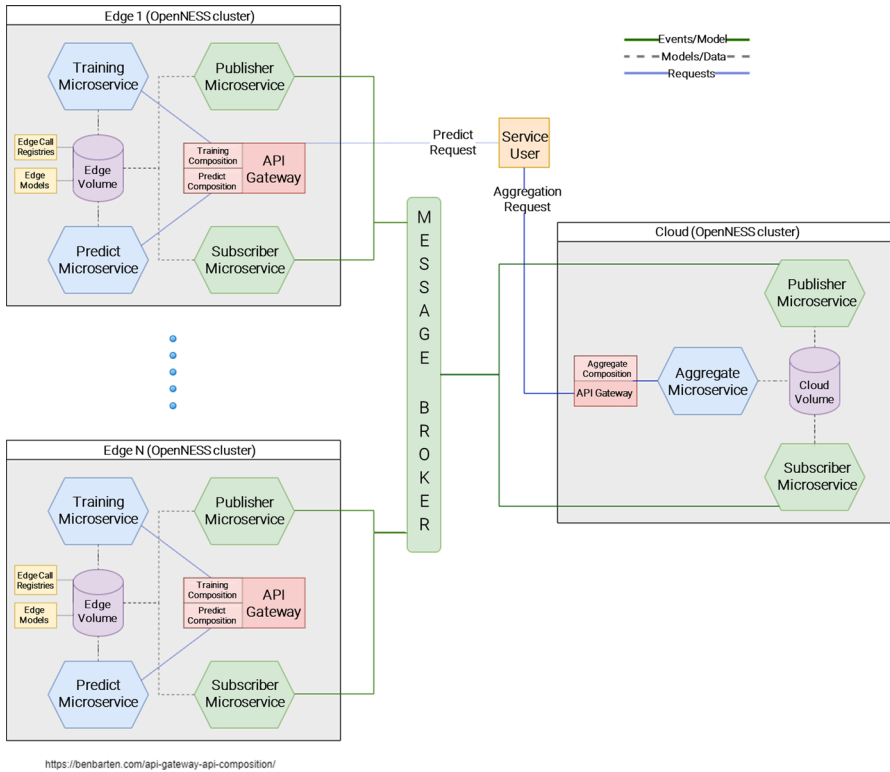 Edge 1 (OpenNESS cluster)
Training
Microservice
Publisher
Microservice
Edge Call
Registries
Edge
Models
Edge
Volume
Training
Composition
Predict
Composition
API
Gateway
Predict
Microservice
Subscriber
Microservice
Events/Model
Models/Data
Requests
Predict
Request
Service
User
Aggregation
Request
MESSAGE BROKER
Cloud (OpenNESS cluster)
Publisher
Microservice
Aggregate
Composition
API Gateway
Aggregate
Microservice
Cloud
Volume
Subscriber
Microservice
Edge N (OpenNESS cluster)
Training
Microservice
Publisher
Microservice
Edge Call
Registries
Edge
Models
Edge
Volume
Training
Composition
Predict
Composition
API
Gateway
Predict
Microservice
Subscriber
Microservice
https://benbarten.com/api-gateway-api-composition/